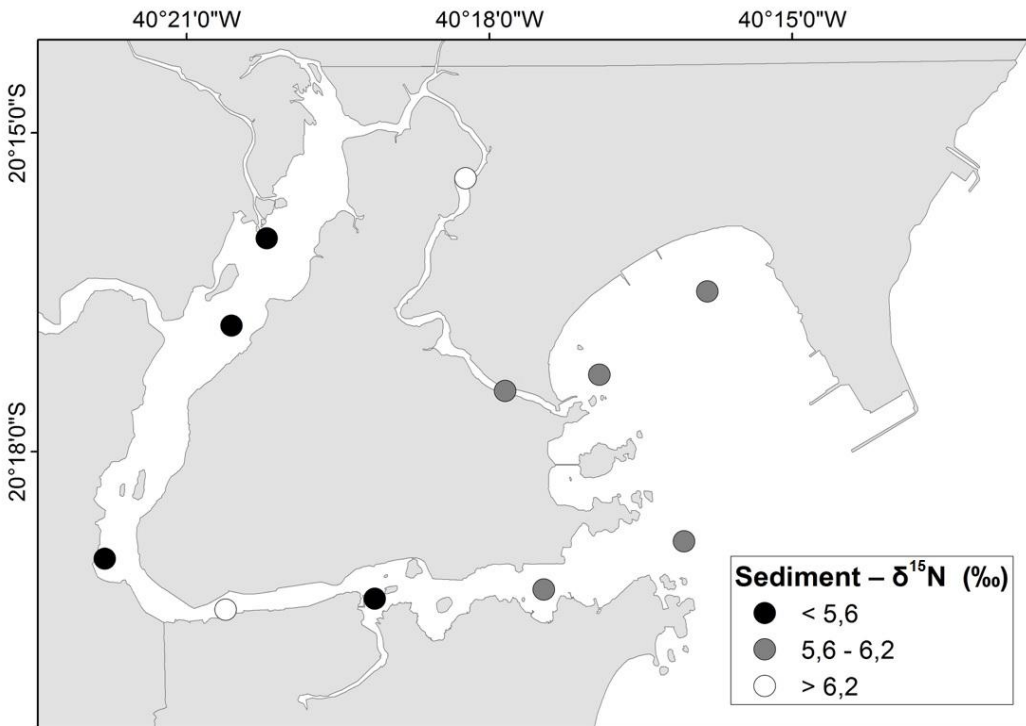 40°21'0"W 40°18'0"W 40°15'0"W
20°15'0"S
20°18'0"S
Sediment – δ¹⁵N (‰)
< 5,6
5,6 - 6,2
> 6,2